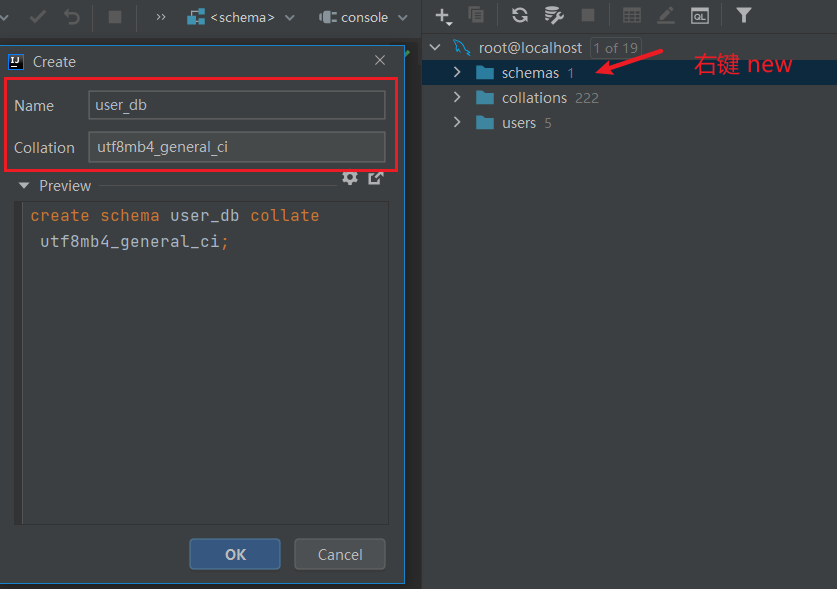 <schema>
console
Create
Name
user_db
Collation
utf8mb4_general_ci
Preview
create schema user_db collate
utf8mb4_general_ci;
OK
Cancel
QL
root@localhost 1 of 19
schemas 1
右键 new
collations 222
users 5